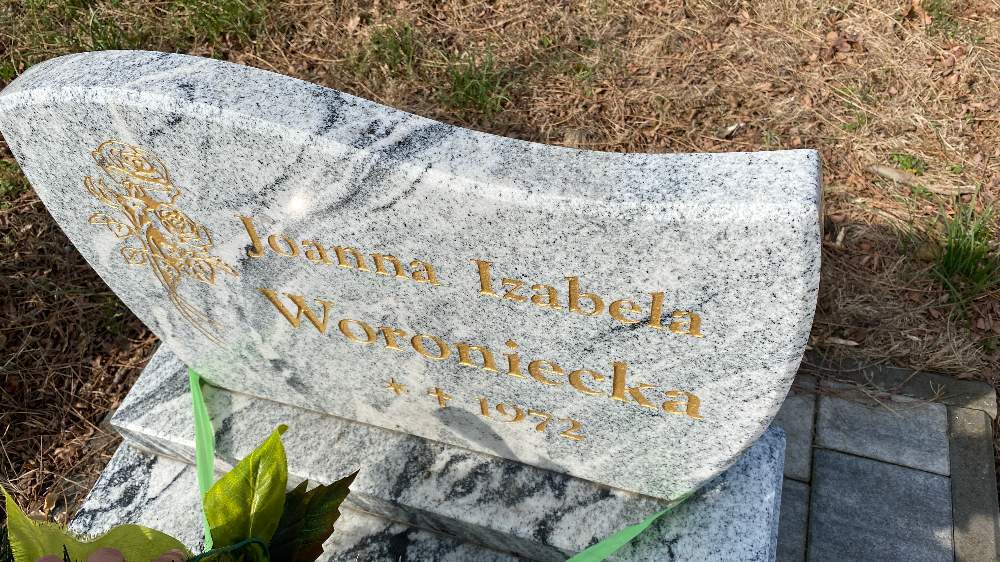 Joanna Izabela
Woroniecka
* + 1972